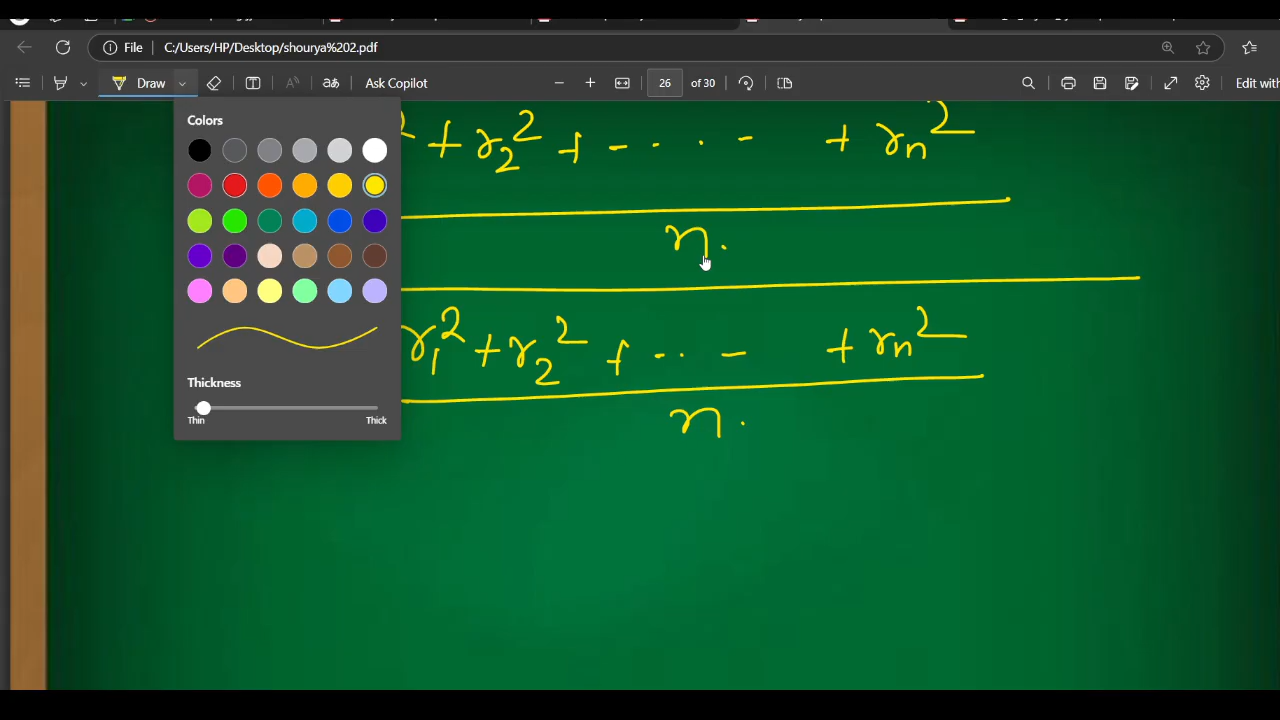 File | C:/Users/HP/Desktop/shourya%202.pdf
Draw Ask Copilot 26 of 30 Edit with
Colors
Thickness
Thin Thick
² + r₂² + - · · - + rₙ²
n.
r₁² + r₂² + - · · - + rₙ²
n.